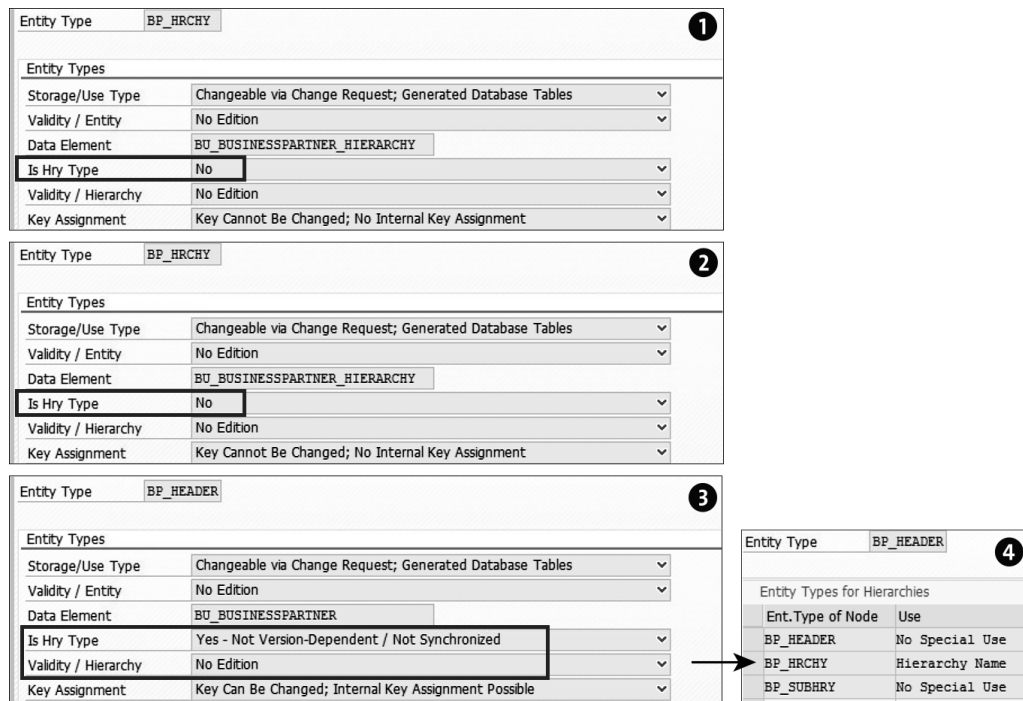 Entity Type BP_HRCHY 1
Entity Types
Storage/Use Type Changeable via Change Request; Generated Database Tables
Validity / Entity No Edition
Data Element BU_BUSINESSPARTNER_HIERARCHY
Is Hry Type No
Validity / Hierarchy No Edition
Key Assignment Key Cannot Be Changed; No Internal Key Assignment
Entity Type BP_HRCHY 2
Entity Types
Storage/Use Type Changeable via Change Request; Generated Database Tables
Validity / Entity No Edition
Data Element BU_BUSINESSPARTNER_HIERARCHY
Is Hry Type No
Validity / Hierarchy No Edition
Key Assignment Key Cannot Be Changed; No Internal Key Assignment
Entity Type BP_HEADER 3
Entity Types
Storage/Use Type Changeable via Change Request; Generated Database Tables
Validity / Entity No Edition
Data Element BU_BUSINESSPARTNER
Is Hry Type Yes - Not Version-Dependent / Not Synchronized
Validity / Hierarchy No Edition
Key Assignment Key Can Be Changed; Internal Key Assignment Possible
Entity Type BP_HEADER 4
Entity Types for Hierarchies
Ent.Type of Node Use
BP_HEADER No Special Use
BP_HRCHY Hierarchy Name
BP_SUBHRY No Special Use